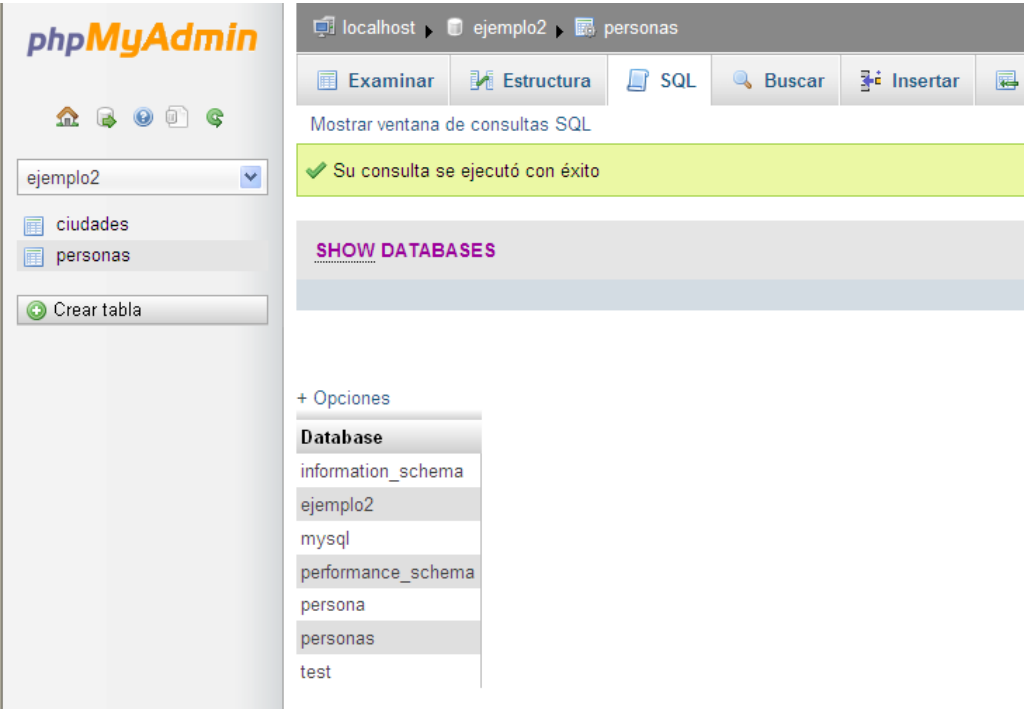 phpMyAdmin
ejemplo2
ciudades
personas
Crear tabla
localhost ejemplo2 personas
Examinar Estructura SQL Buscar Insertar
Mostrar ventana de consultas SQL
Su consulta se ejecutó con éxito
SHOW DATABASES
+ Opciones
Database
information_schema
ejemplo2
mysql
performance_schema
persona
personas
test